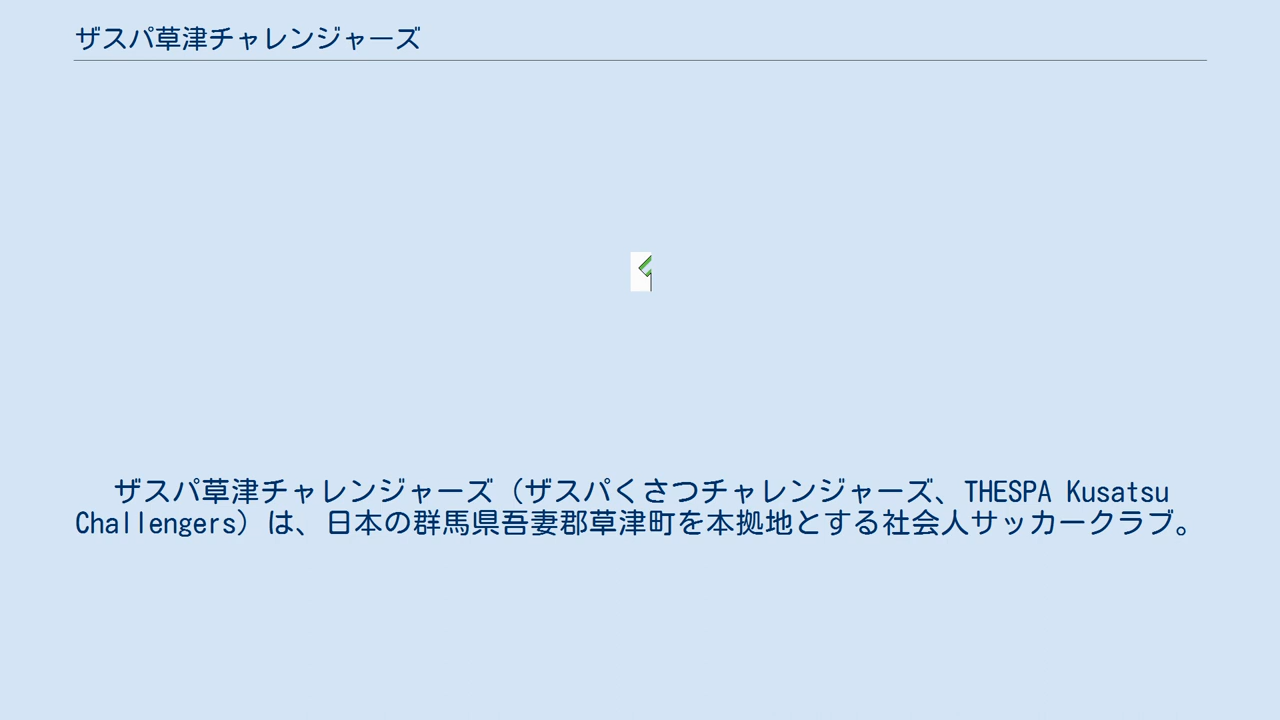 ザスパ草津チャレンジャーズ
ザスパ草津チャレンジャーズ（ザスパくさつチャレンジャーズ、THESPA Kusatsu
Challengers）は、日本の群馬県吾妻郡草津町を本拠地とする社会人サッカークラブ。